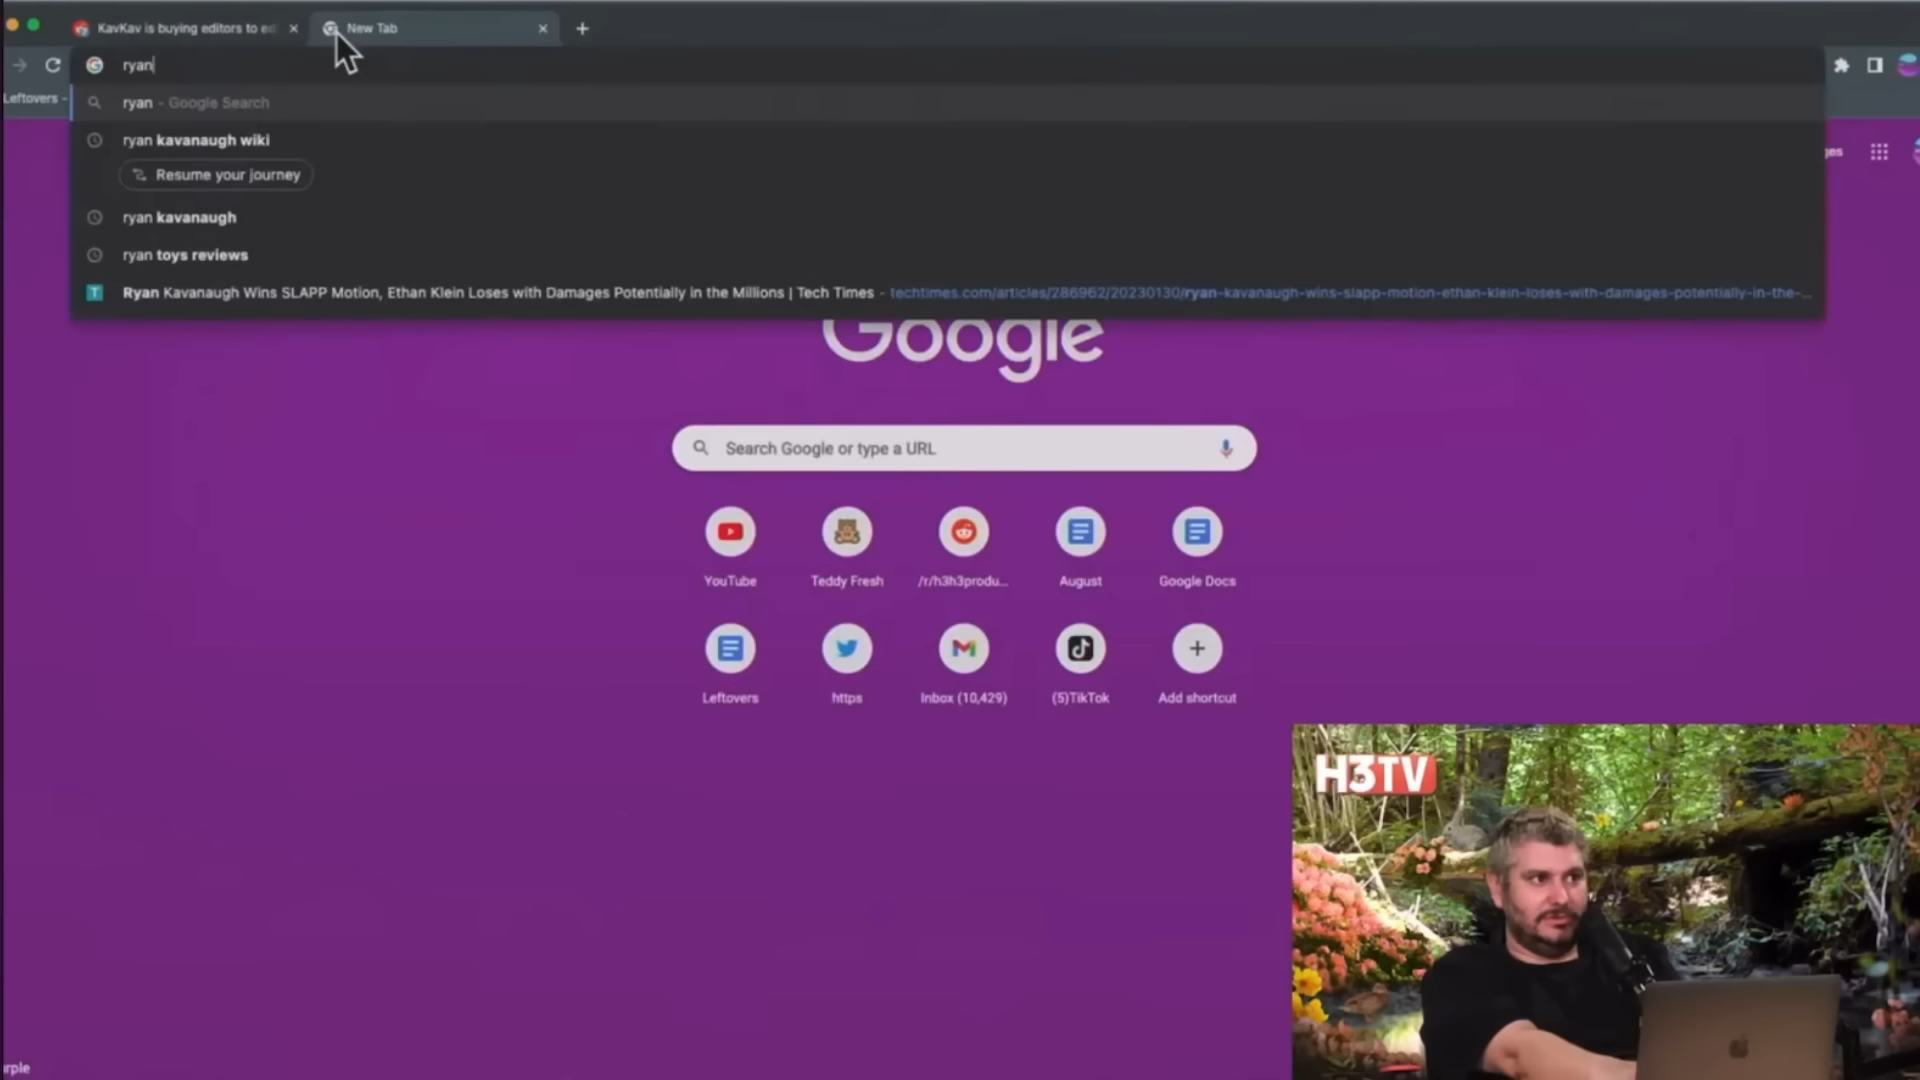 KavKav is buying editors to ed
New Tab
ryan
Leftovers -
ryan - Google Search
ryan kavanaugh wiki
Resume your journey
ryan kavanaugh
ryan toys reviews
T Ryan Kavanaugh Wins SLAPP Motion, Ethan Klein Loses with Damages Potentially in the Millions | Tech Times - techtimes.com/articles/286962/20230130/ryan-kavanaugh-wins-slapp-motion-ethan-klein-loses-with-damages-potentially-in-the-...
ges
Google
Search Google or type a URL
YouTube
Teddy Fresh
/r/h3h3produ...
August
Google Docs
Leftovers
https
Inbox (10,429)
(5)TikTok
Add shortcut
H3TV
urple